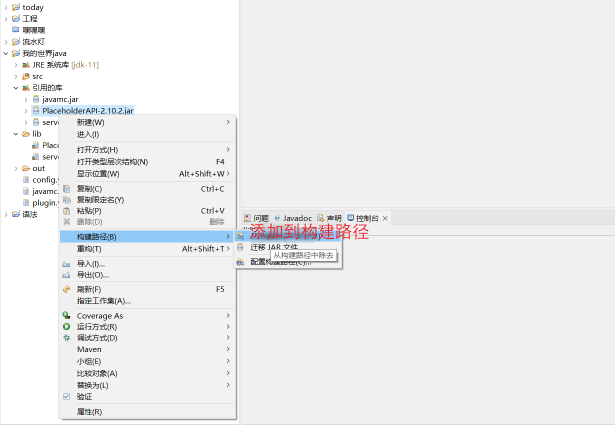 today
工程
嘿嘿嘿
流水灯
我的世界java
JRE 系统库 [jdk-11]
src
引用的库
javamc.jar
PlaceholderAPI-2.10.2.jar
serve
lib
Place
serve
out
config.y
javamc.
plugin.y
语法
新建(W)
进入(I)
打开方式(H)
打开类型层次结构(N) F4
显示位置(W) Alt+Shift+W
复制(C) Ctrl+C
复制限定名(Y)
粘贴(P) Ctrl+V
删除(D) 删除
构建路径(B)
重构(T) Alt+Shift+T
导入(I)...
导出(O)...
刷新(F) F5
指定工作集(A)...
Coverage As
运行方式(R)
调试方式(D)
Maven
小组(E)
比较对象(A)
替换为(L)
验证
属性(R)
问题 Javadoc 声明 控制台
添加到构建路径
迁移 JAR 文件
从构建路径中除去
配置构建路径(C)...